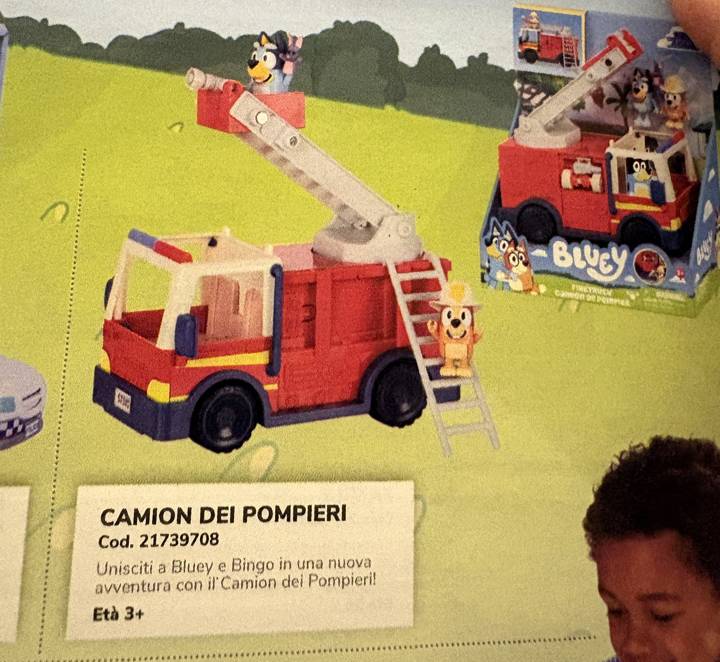 BLUEY
FIRETRUCK
CAMION DE POMPIER
BLUEY
CAMION DEI POMPIERI
Cod. 21739708
Unisciti a Bluey e Bingo in una nuova
avventura con il Camion dei Pompieri!
Età 3+